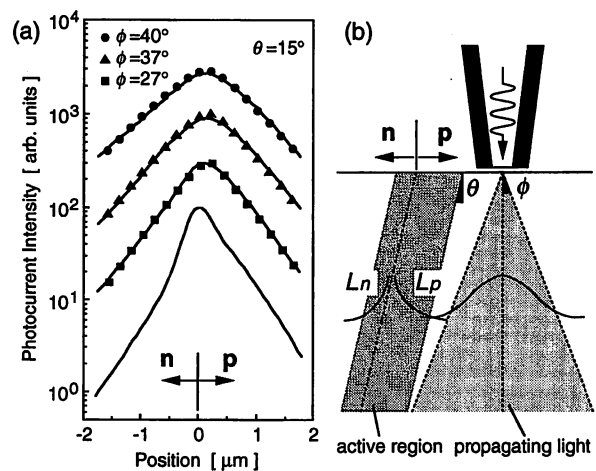 (a)
ϕ=40°
ϕ=37°
ϕ=27°
θ=15°
Photocurrent Intensity [ arb. units]
10⁴
10³
10²
10¹
10⁰
n p
-2 -1 0 1 2
Position [ μm]
(b)
n p
θ ϕ
Ln Lp
active region propagating light